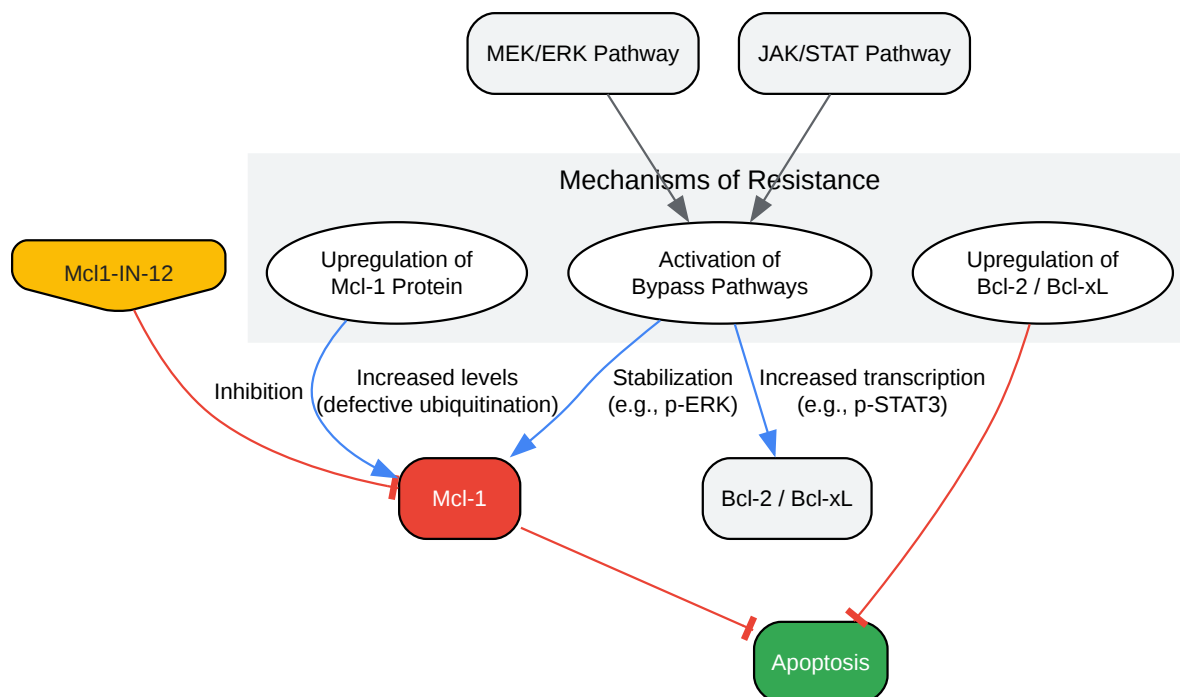 MEK/ERK Pathway
JAK/STAT Pathway
Mechanisms of Resistance
Mcl1-IN-12
Upregulation of
Mcl-1 Protein
Activation of
Bypass Pathways
Upregulation of
Bcl-2 / Bcl-xL
Inhibition
Increased levels
(defective ubiquitination)
Stabilization
(e.g., p-ERK)
Increased transcription
(e.g., p-STAT3)
Mcl-1
Bcl-2 / Bcl-xL
Apoptosis